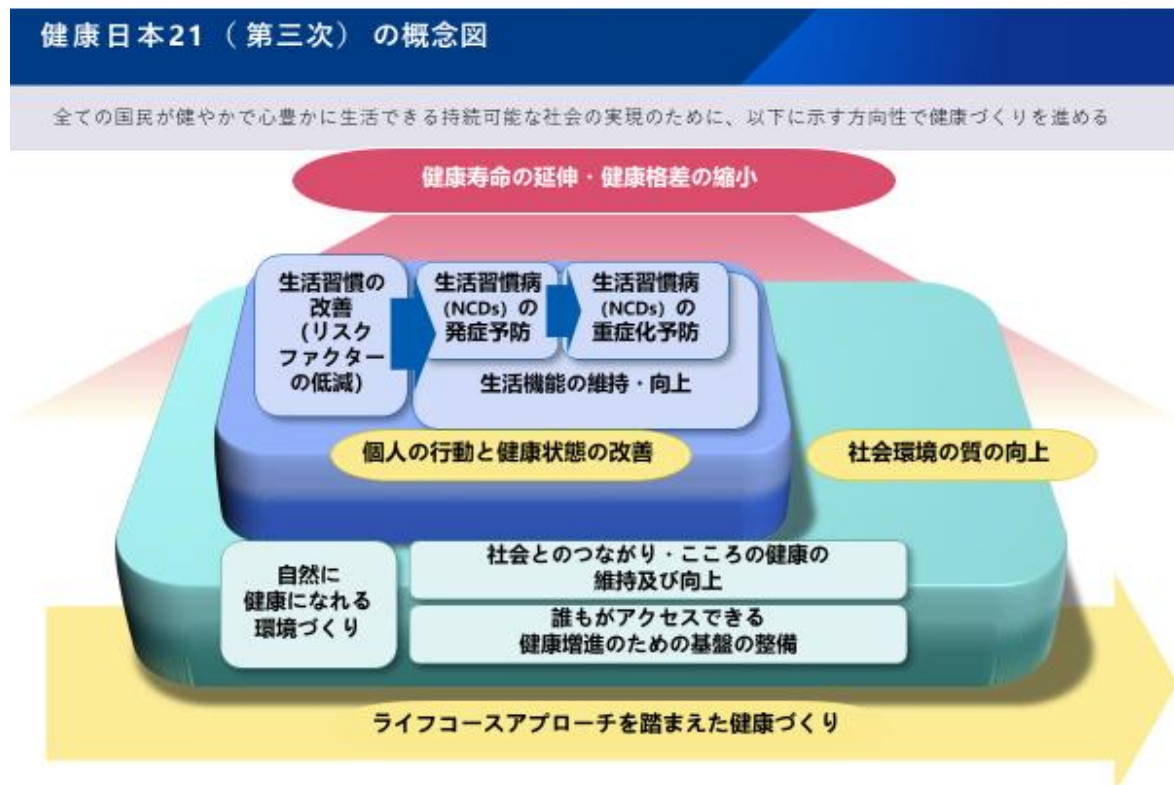 健康日本21（第三次）の概念図
全ての国民が健やかで心豊かに生活できる持続可能な社会の実現のために、以下に示す方向性で健康づくりを進める
健康寿命の延伸・健康格差の縮小
生活習慣の
改善
(リスク
ファクター
の低減)
生活習慣病
(NCDs) の
発症予防
生活習慣病
(NCDs) の
重症化予防
生活機能の維持・向上
個人の行動と健康状態の改善
社会環境の質の向上
自然に
健康になれる
環境づくり
社会とのつながり・こころの健康の
維持及び向上
誰もがアクセスできる
健康増進のための基盤の整備
ライフコースアプローチを踏まえた健康づくり